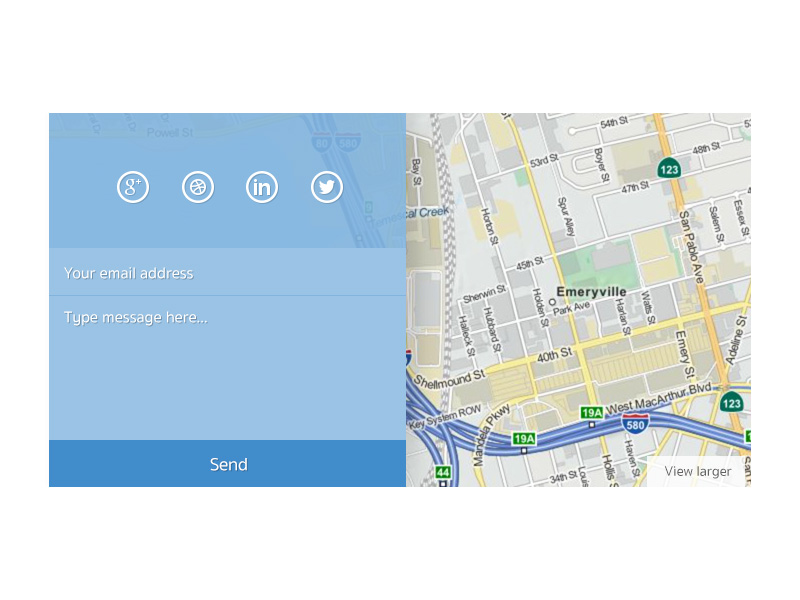 Powell St
80
580
g+
in
Your email address
Type message here...
Send
54th St
53rd St
48th St
123
Boyer St
47th St
Bay St
cal Creek
Horton St
Spur Alley
San Pablo Ave
Salem St
Essex St
45th St
Emeryville
Sherwin St
Holden St
Park Ave
Harlan St
Watts St
Halleck St
Hubbard St
40th St
Emery St
Adeline St
Shellmound St
West MacArthur Blvd
123
Key System ROW
19A
580
Mandela Pkwy
19A
44
34th St
Hollis St
Haven St
View larger